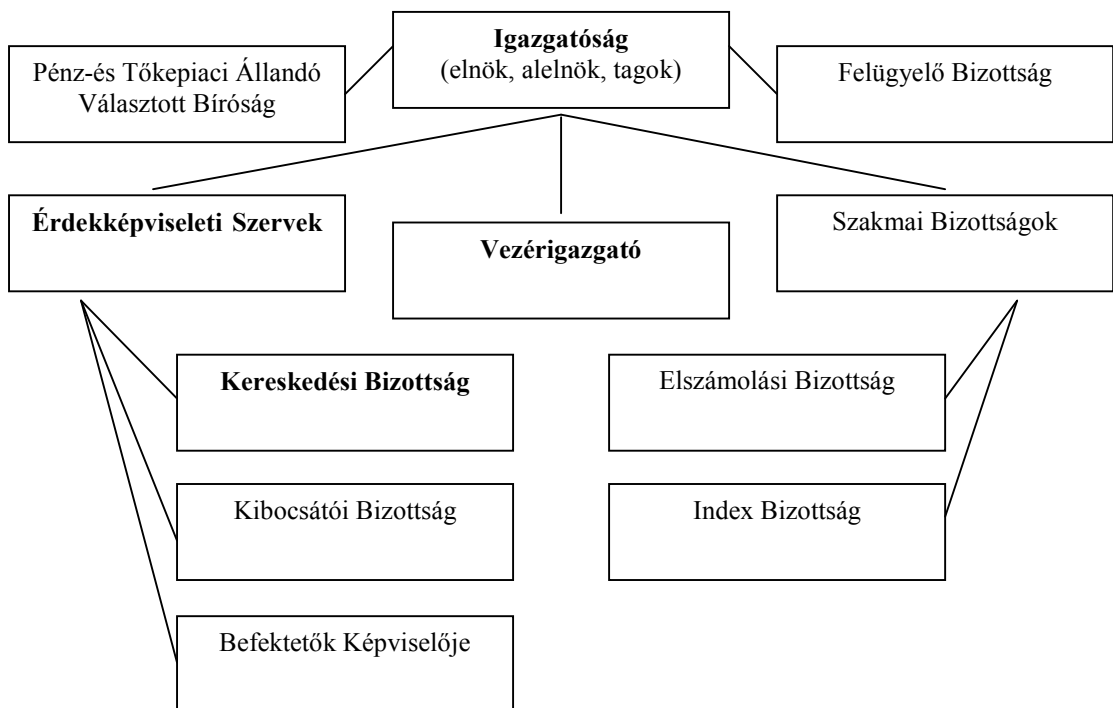 Igazgatóság
(elnök, alelnök, tagok)
Pénz-és Tőkepiaci Állandó
Választott Bíróság
Felügyelő Bizottság
Érdekképviseleti Szervek
Vezérigazgató
Szakmai Bizottságok
Kereskedési Bizottság
Elszámolási Bizottság
Kibocsátói Bizottság
Index Bizottság
Befektetők Képviselője